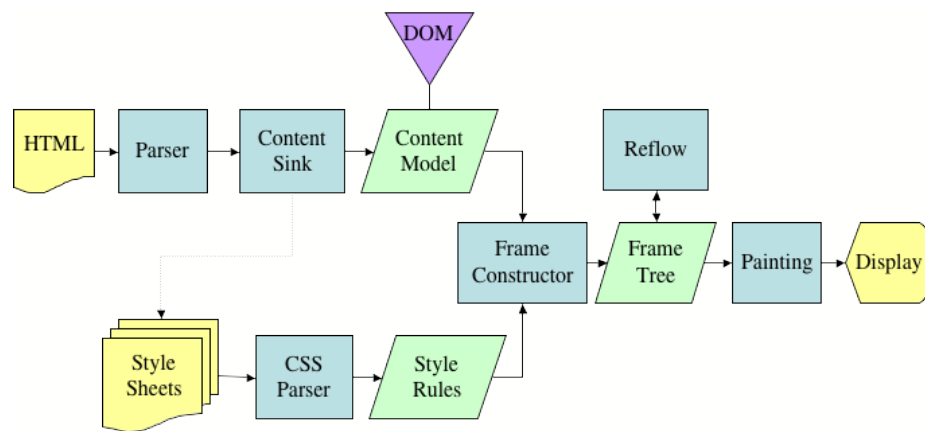 DOM
HTML
Parser
Content
Sink
Content
Model
Reflow
Frame
Constructor
Frame
Tree
Painting
Display
Style
Sheets
CSS
Parser
Style
Rules